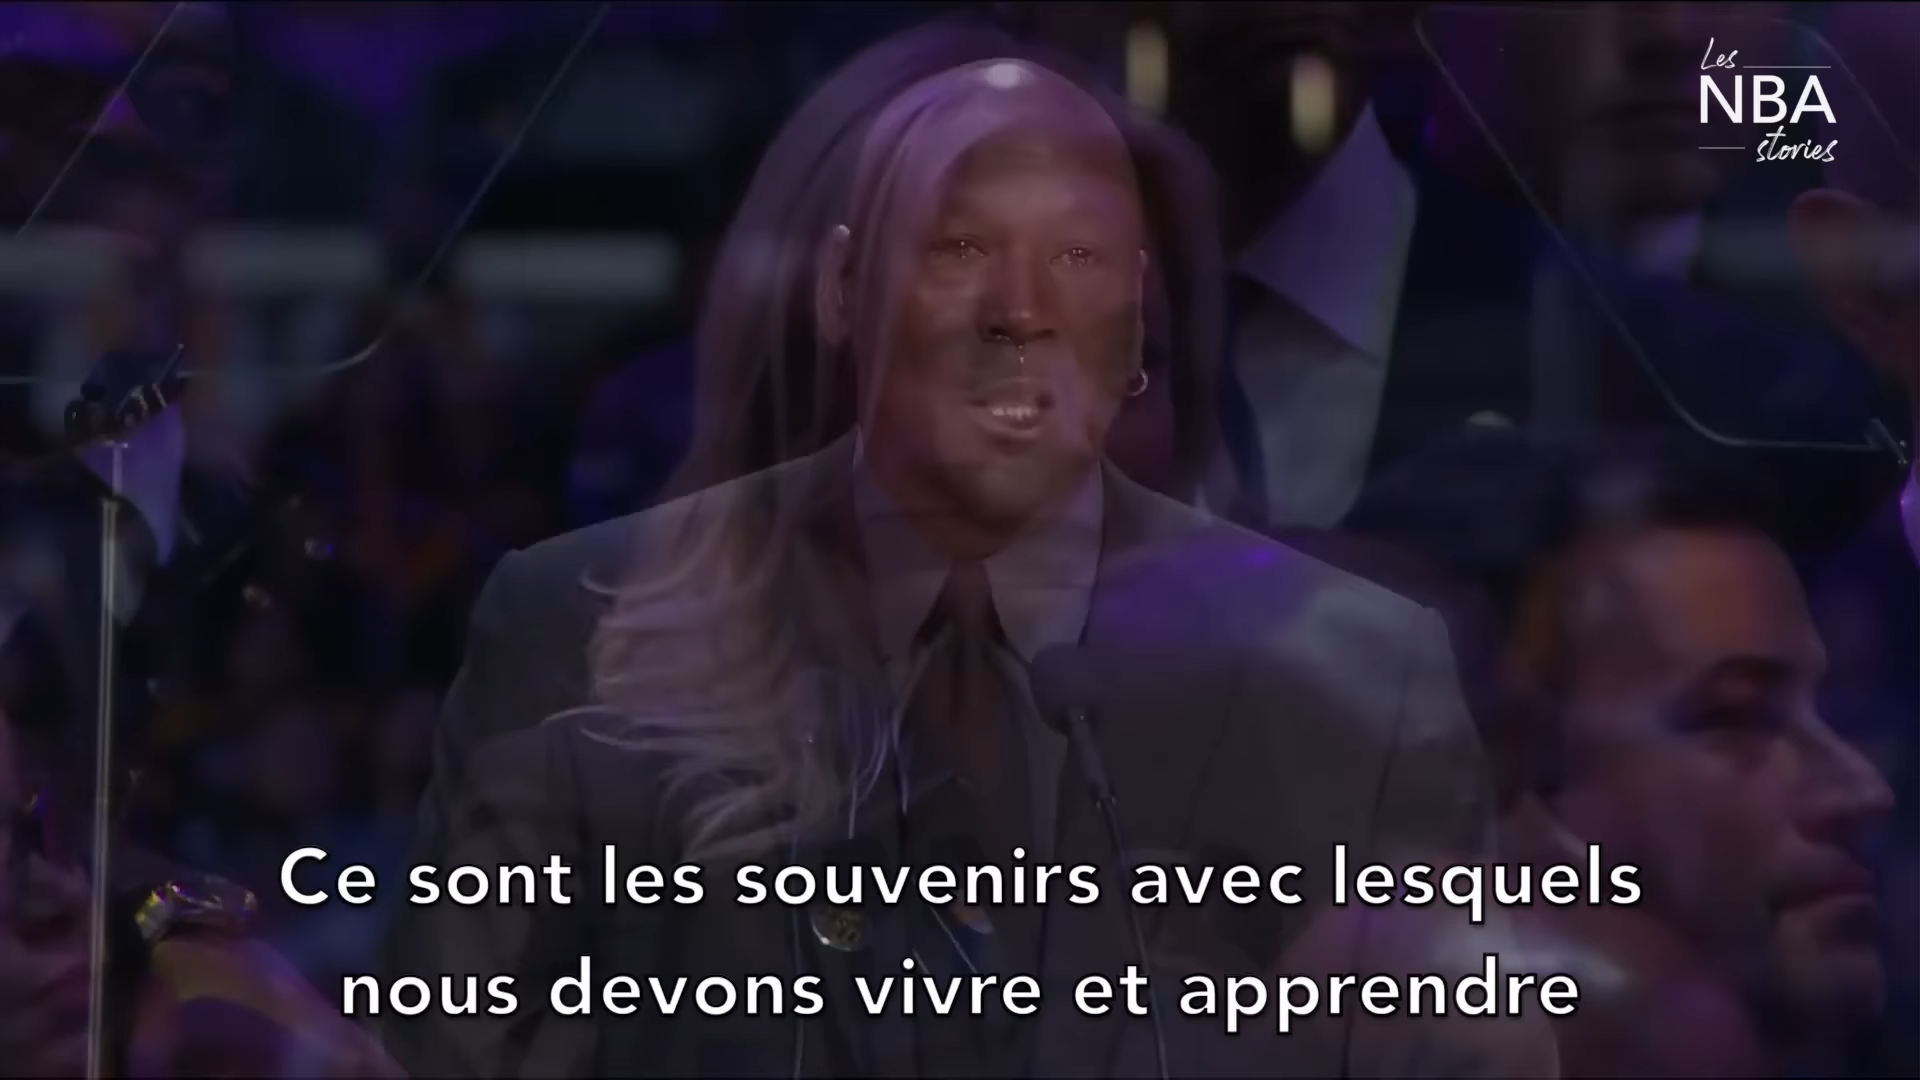 Les
NBA
stories
Ce sont les souvenirs avec lesquels
nous devons vivre et apprendre